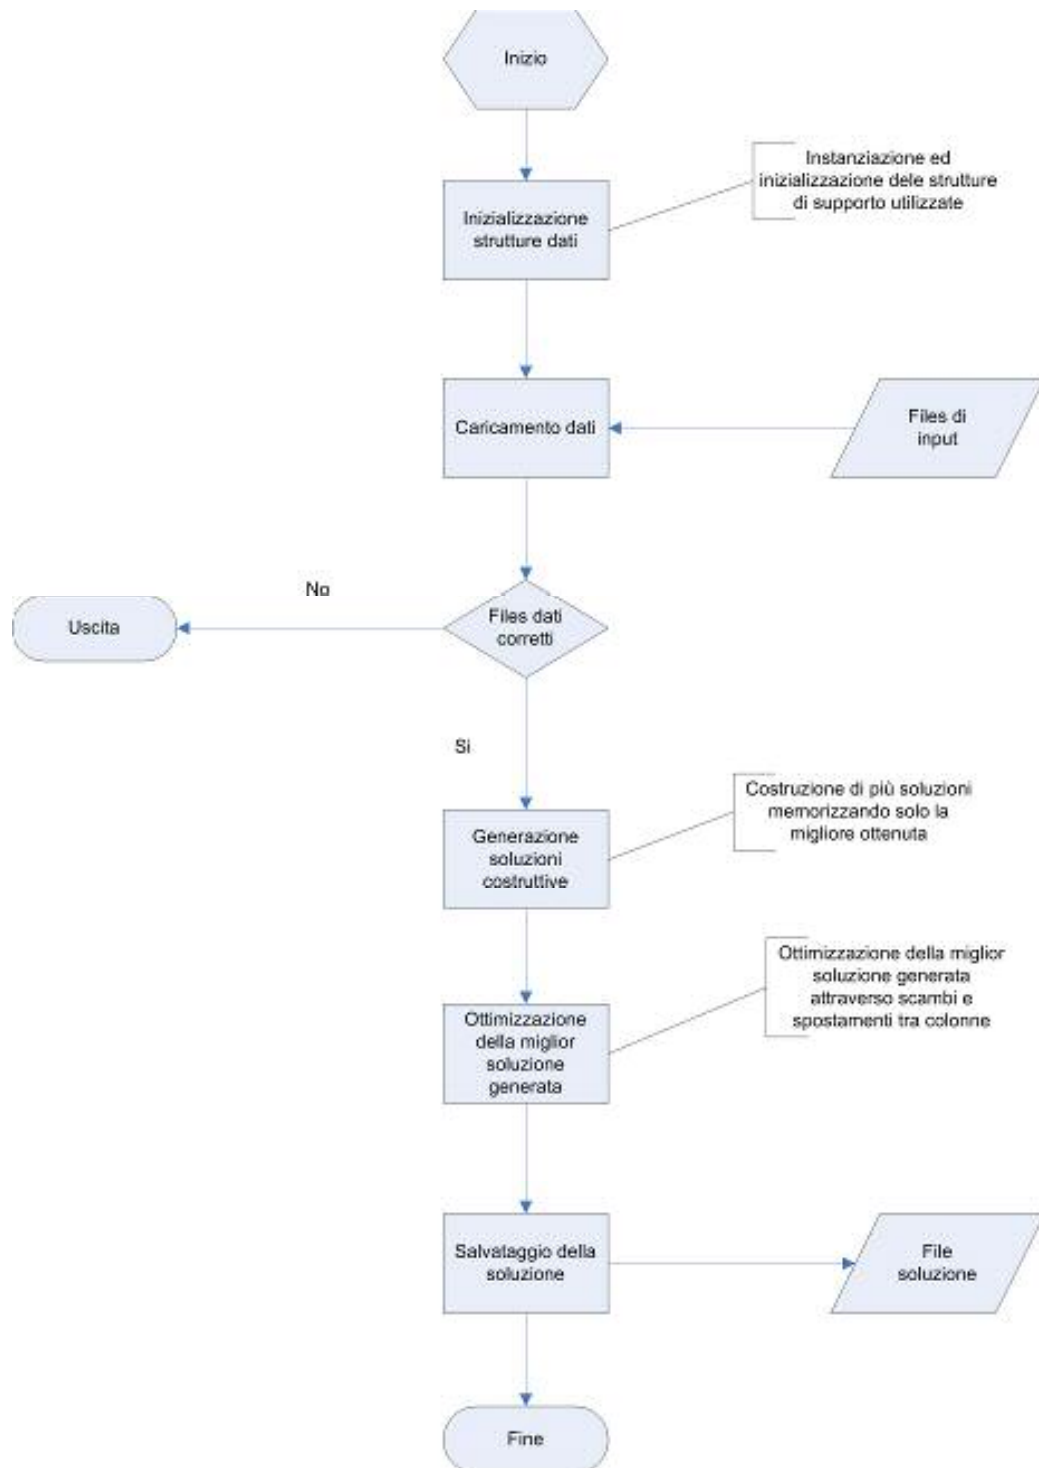 Inizio
Instanziazione ed
inizializzazione dele strutture
di supporto utilizzate
Inizializzazione
strutture dati
Caricamento dati
Files di
input
No
Uscita
Files dati
corretti
Si
Costruzione di più soluzioni
memorizzando solo la
migliore ottenuta
Generazione
soluzioni
costruttive
Ottimizzazione della miglior
soluzione generata
attraverso scambi e
spostamenti tra colonne
Ottimizzazione
della miglior
soluzione
generata
Salvataggio della
soluzione
File
soluzione
Fine